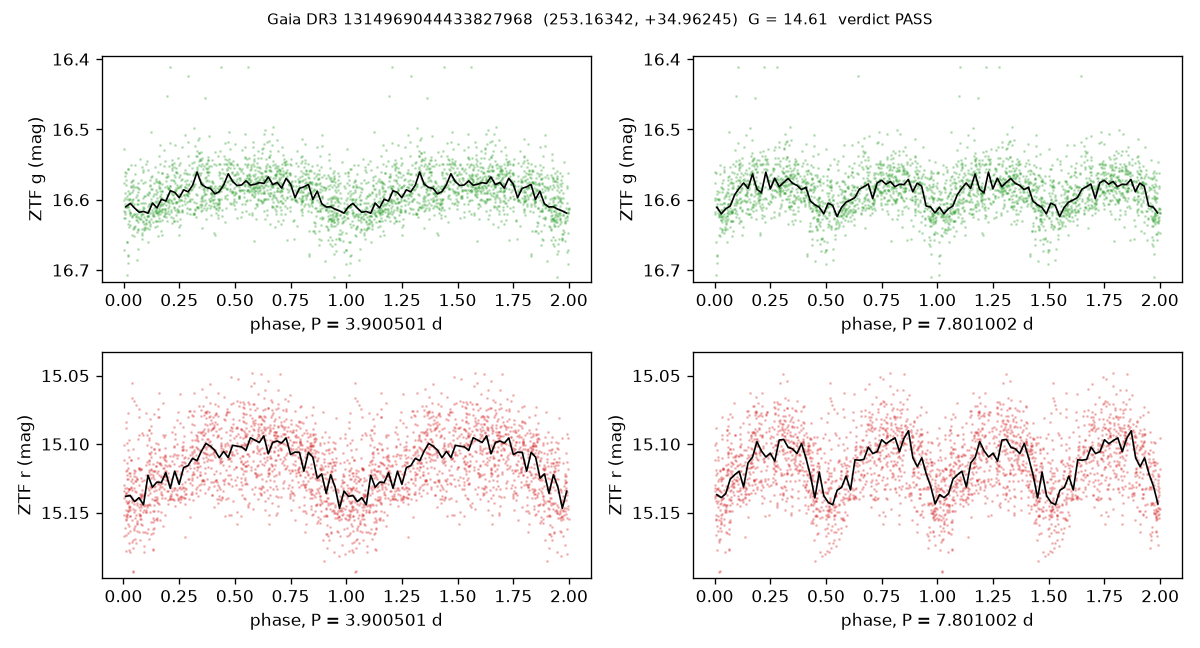 Gaia DR3 1314969044433827968  (253.16342, +34.96245)  G = 14.61  verdict PASS
ZTF g (mag)
16.4
16.5
16.6
16.7
0.00 0.25 0.50 0.75 1.00 1.25 1.50 1.75 2.00
phase, P = 3.900501 d
ZTF g (mag)
16.4
16.5
16.6
16.7
0.00 0.25 0.50 0.75 1.00 1.25 1.50 1.75 2.00
phase, P = 7.801002 d
ZTF r (mag)
15.05
15.10
15.15
0.00 0.25 0.50 0.75 1.00 1.25 1.50 1.75 2.00
phase, P = 3.900501 d
ZTF r (mag)
15.05
15.10
15.15
0.00 0.25 0.50 0.75 1.00 1.25 1.50 1.75 2.00
phase, P = 7.801002 d